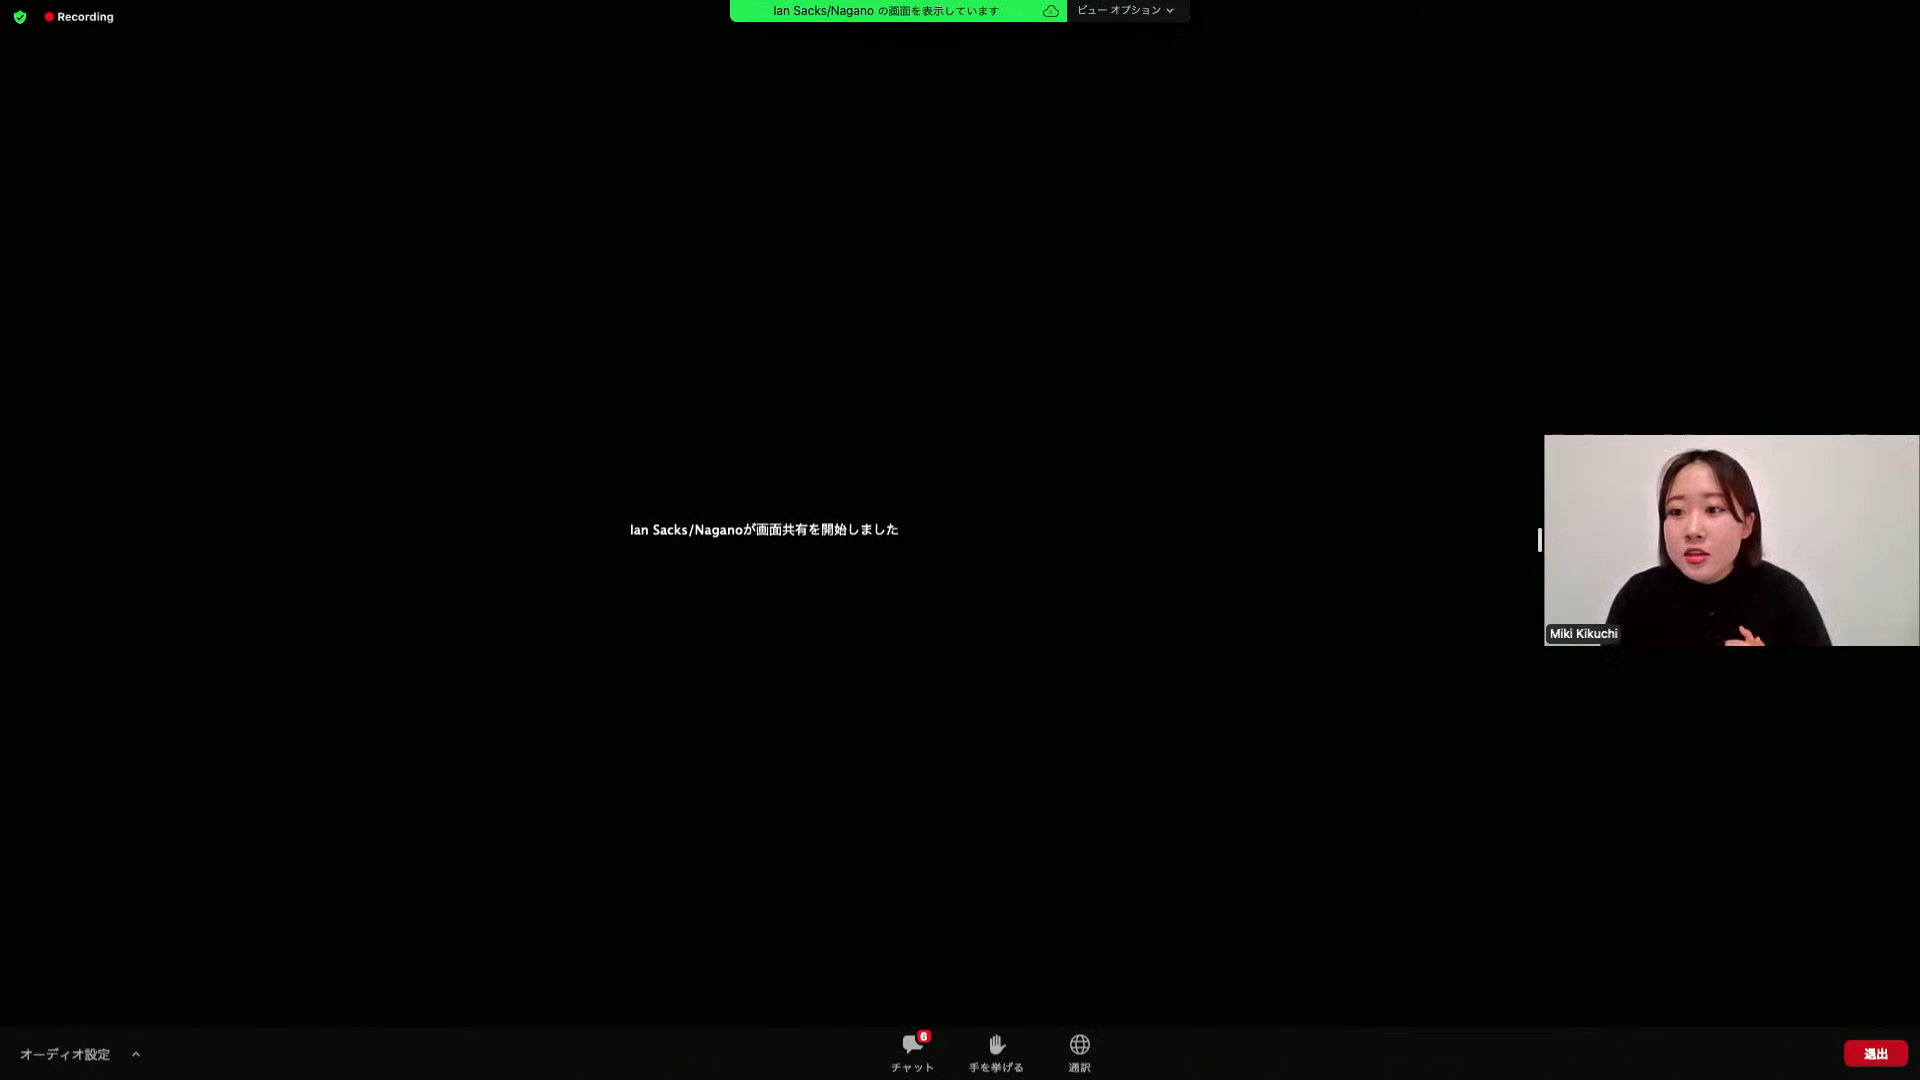 Recording
Ian Sacks/Nagano の画面を表示しています
ビュー オプション
Ian Sacks/Naganoが画面共有を開始しました
Miki Kikuchi
オーディオ設定
6
チャット
手を挙げる
通訳
退出